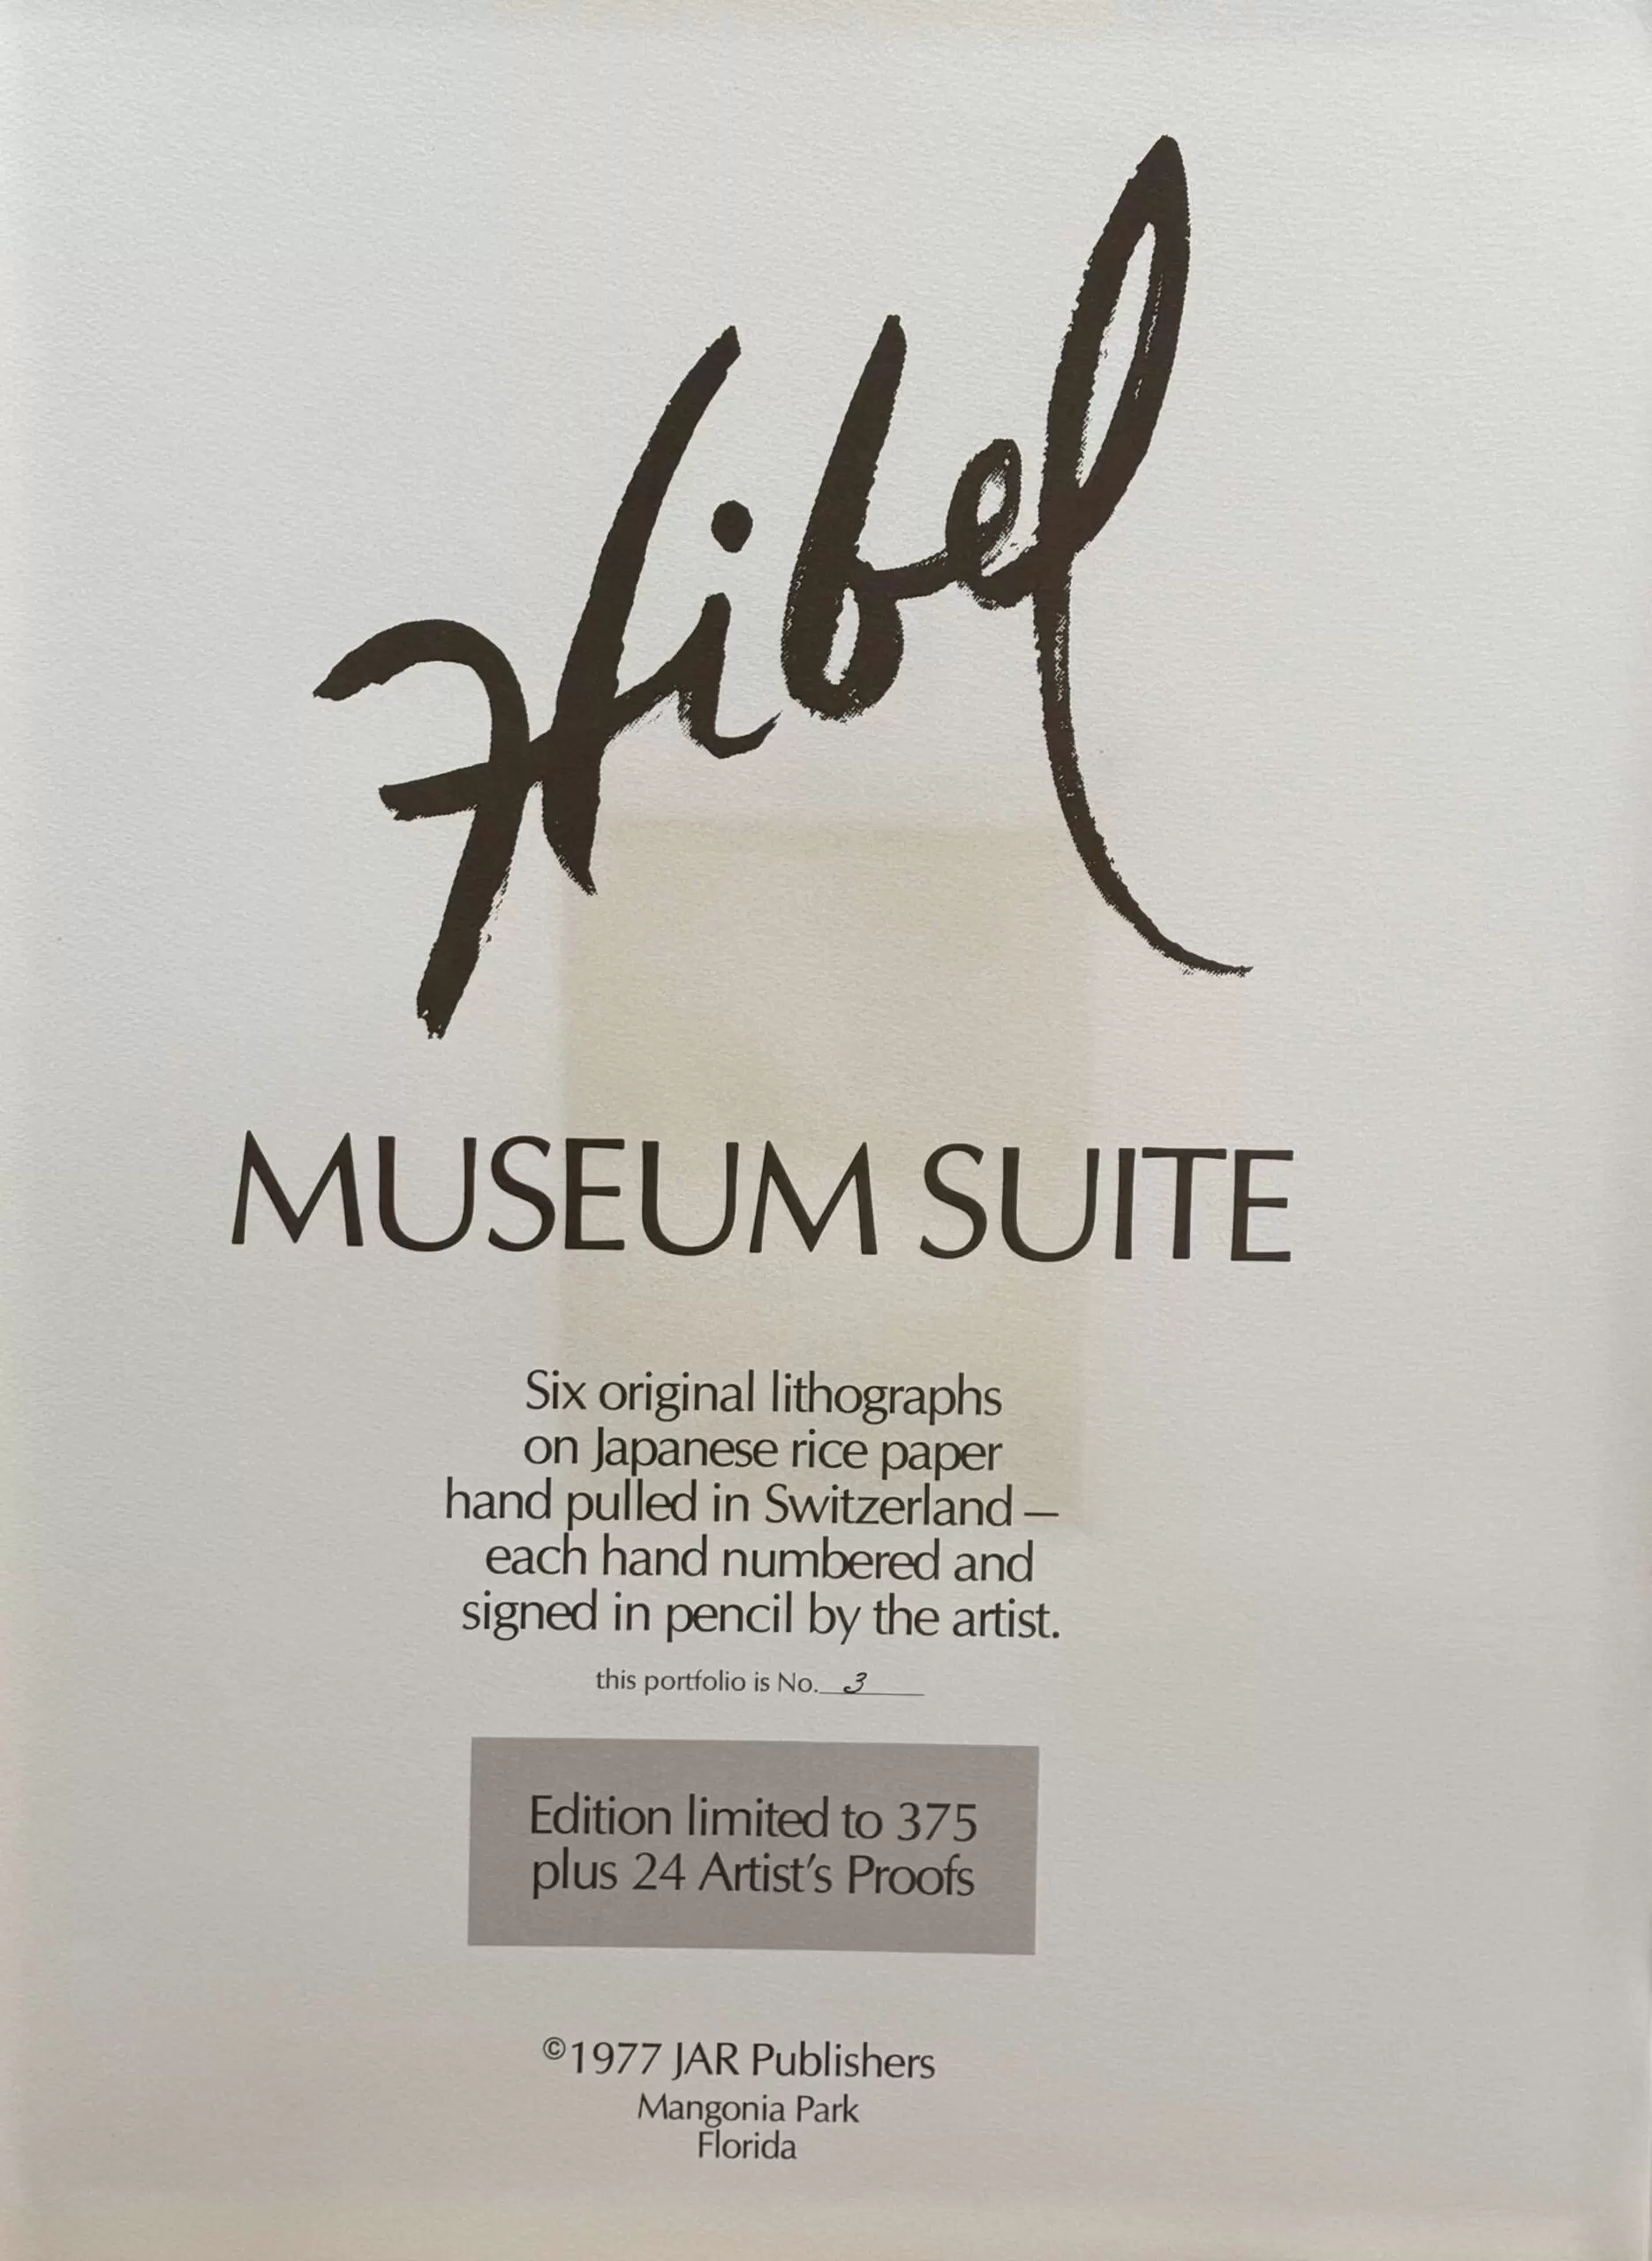 Hibel
MUSEUM SUITE
Six original lithographs
on Japanese rice paper
hand pulled in Switzerland —
each hand numbered and
signed in pencil by the artist.
this portfolio is No. 3
Edition limited to 375
plus 24 Artist's Proofs
©1977 JAR Publishers
Mangonia Park
Florida